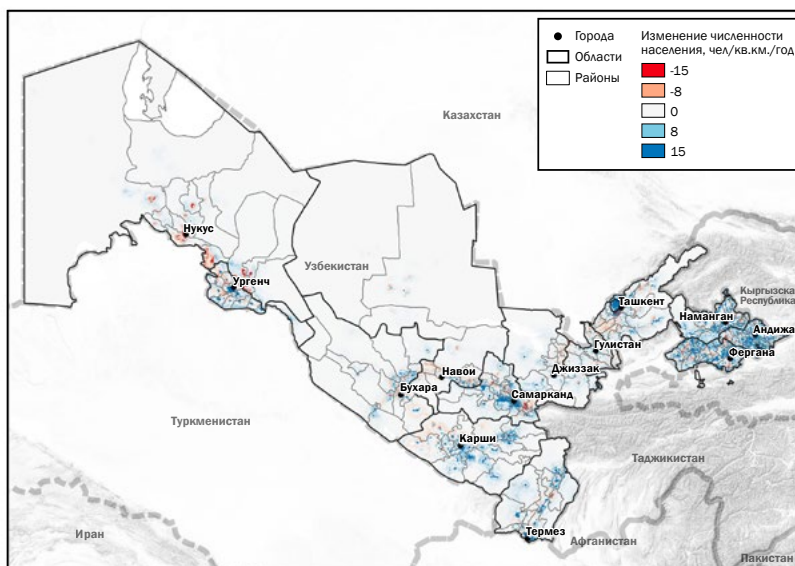 Города
Области
Районы
Изменение численности
населения, чел/кв.км./год
-15
-8
0
8
15
Казахстан
Нукус
Узбекистан
Ургенч
Кыргызска
Республика
Ташкент
Наманган
Андижа
Гулистан
Фергана
Джиззак
Навои
Бухара
Самарканд
Туркменистан
Карши
Таджикистан
Термез
Иран
Афганистан
Пакистан